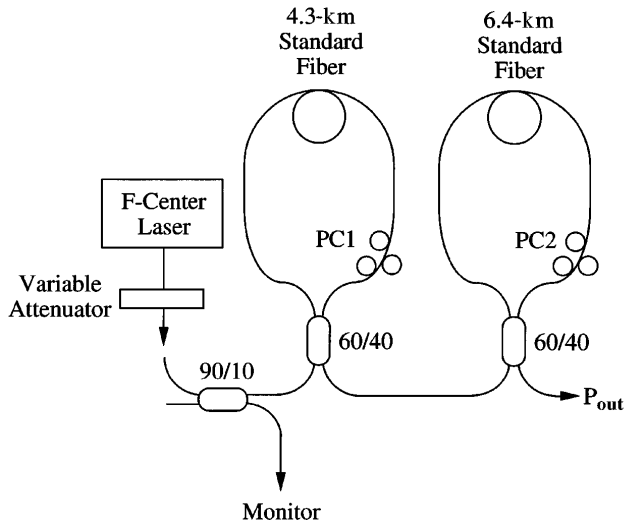 4.3-km
Standard
Fiber
6.4-km
Standard
Fiber
F-Center
Laser
PC1
PC2
Variable
Attenuator
60/40
60/40
90/10
Pout
Monitor